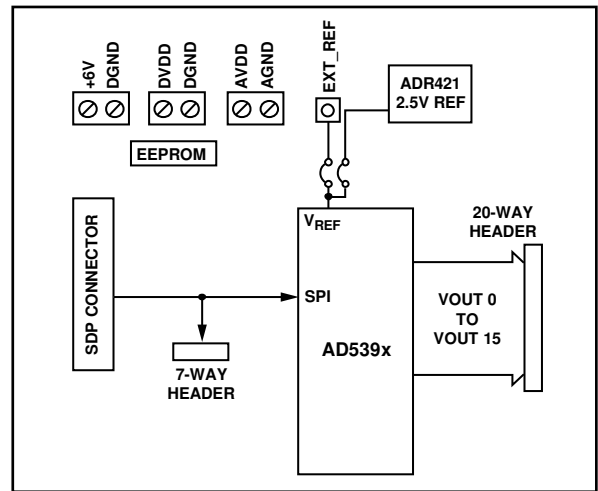 +6V
DGND
DVDD
DGND
AVDD
AGND
EXT_REF
ADR421
2.5V REF
EEPROM
SDP CONNECTOR
VREF
20-WAY
HEADER
SPI
VOUT 0
TO
VOUT 15
AD539x
7-WAY
HEADER